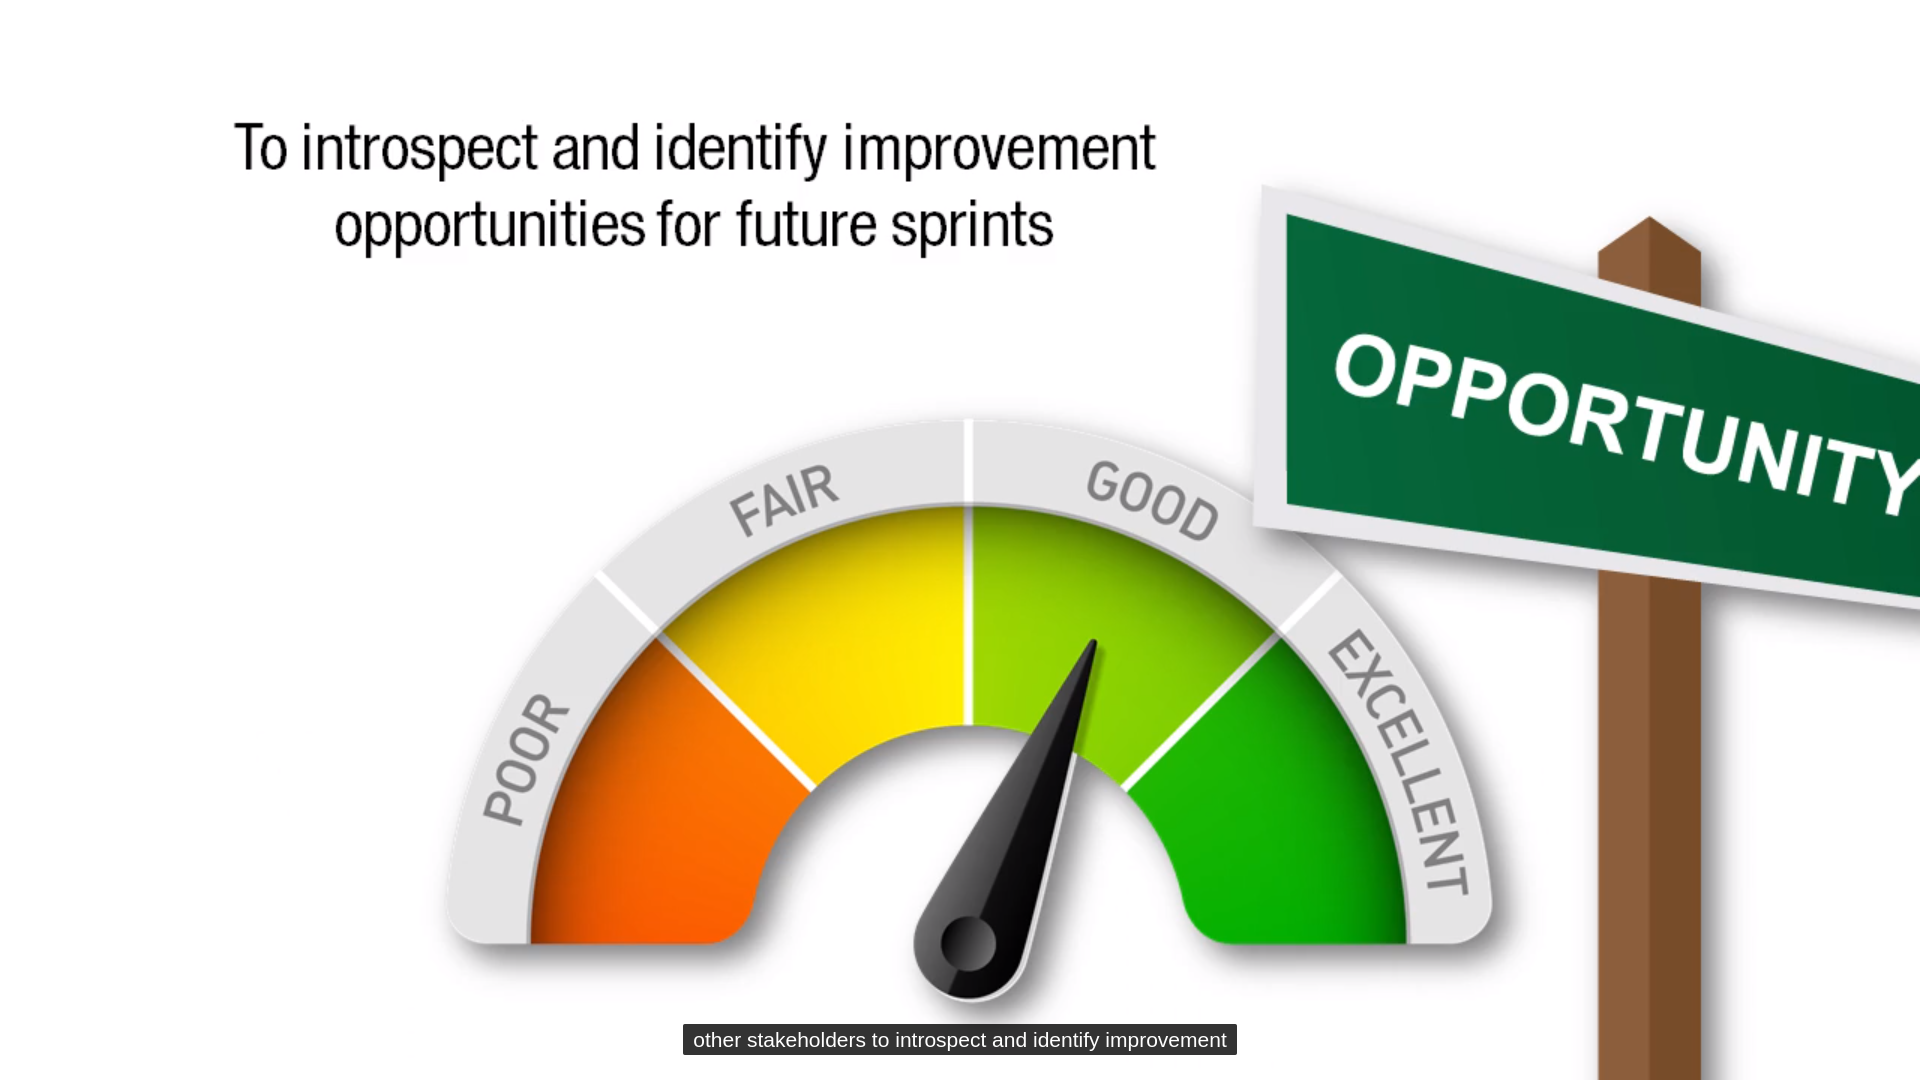 To introspect and identify improvement
opportunities for future sprints
OPPORTUNITY
POOR
FAIR
GOOD
EXCELLENT
other stakeholders to introspect and identify improvement